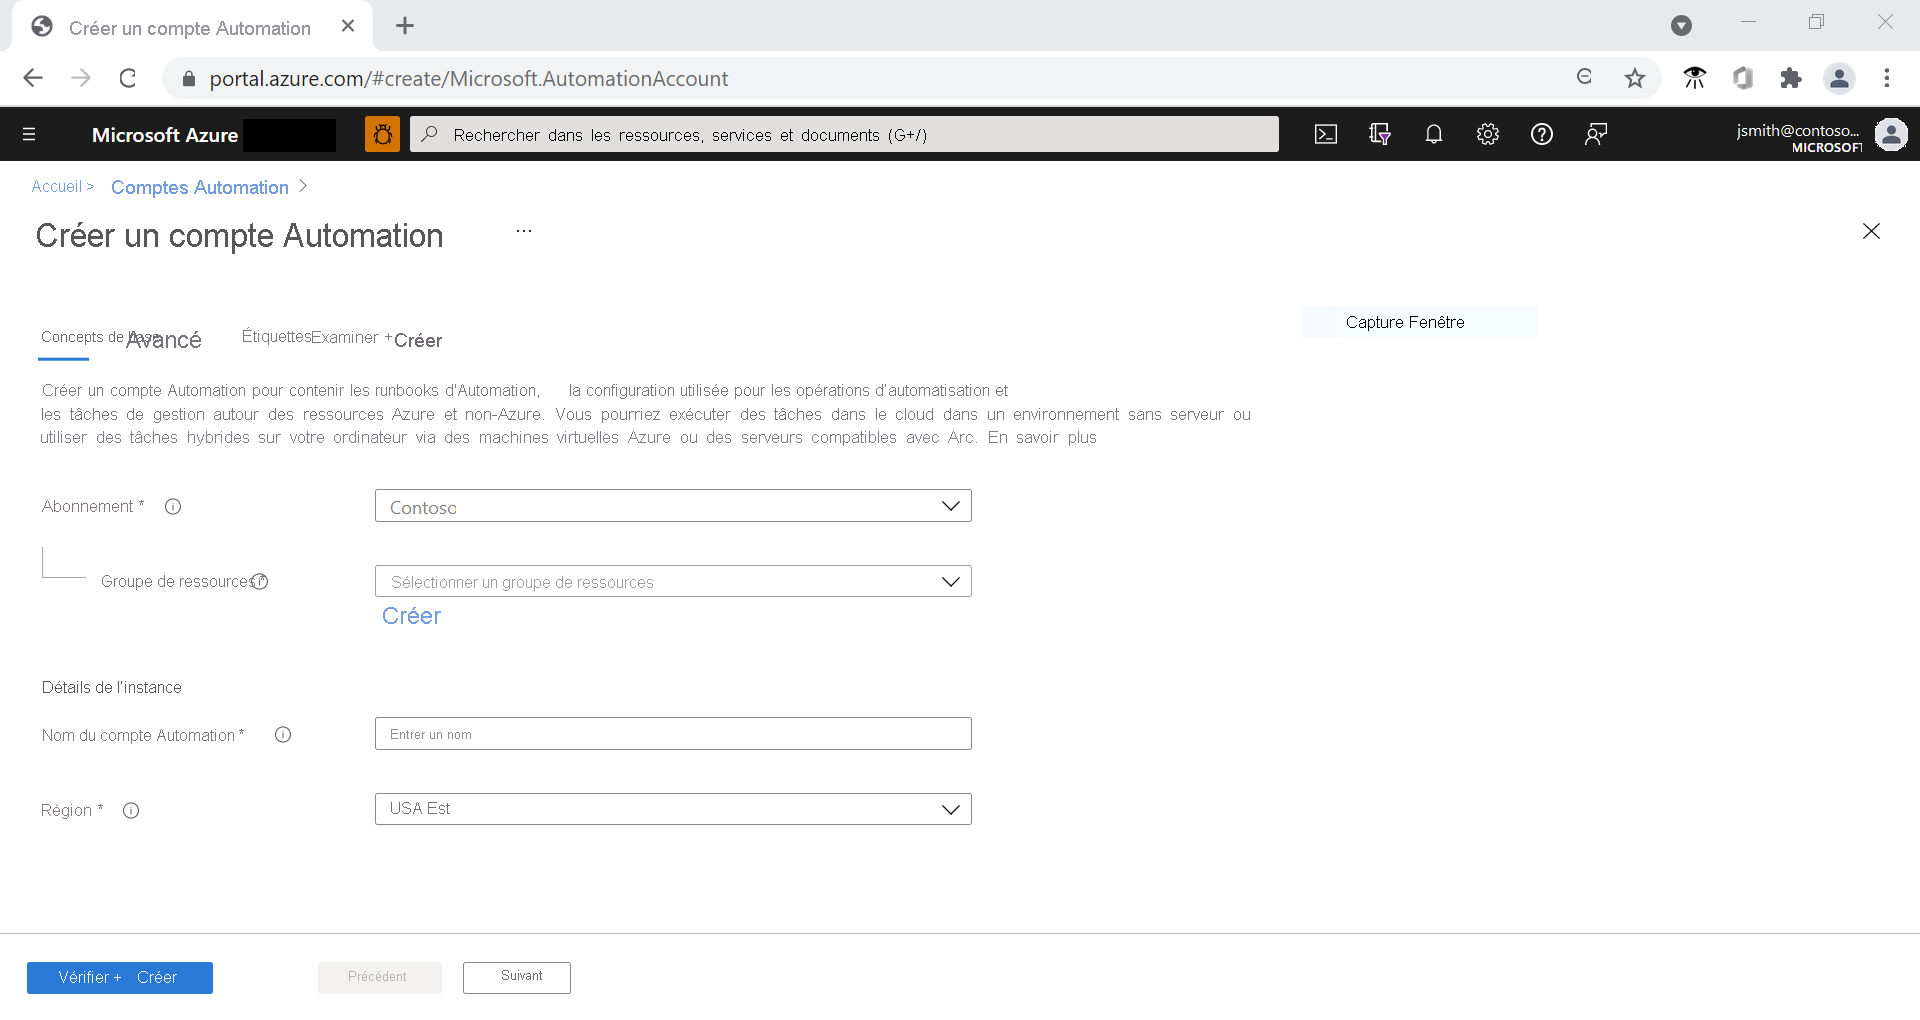 Créer un compte Automation
portal.azure.com/#create/Microsoft.AutomationAccount
Microsoft Azure
Rechercher dans les ressources, services et documents (G+/)
jsmith@contoso...
MICROSOFT
Accueil > Comptes Automation >
Créer un compte Automation ...
Capture Fenêtre
Concepts de base Avancé Étiquettes Examiner + Créer
Créer un compte Automation pour contenir les runbooks d'Automation, la configuration utilisée pour les opérations d'automatisation et
les tâches de gestion autour des ressources Azure et non-Azure. Vous pourriez exécuter des tâches dans le cloud dans un environnement sans serveur ou
utiliser des tâches hybrides sur votre ordinateur via des machines virtuelles Azure ou des serveurs compatibles avec Arc. En savoir plus
Abonnement * Contoso
Groupe de ressources * Sélectionner un groupe de ressources
Créer
Détails de l'instance
Nom du compte Automation * Entrer un nom
Région * USA Est
Vérifier + Créer Précédent Suivant